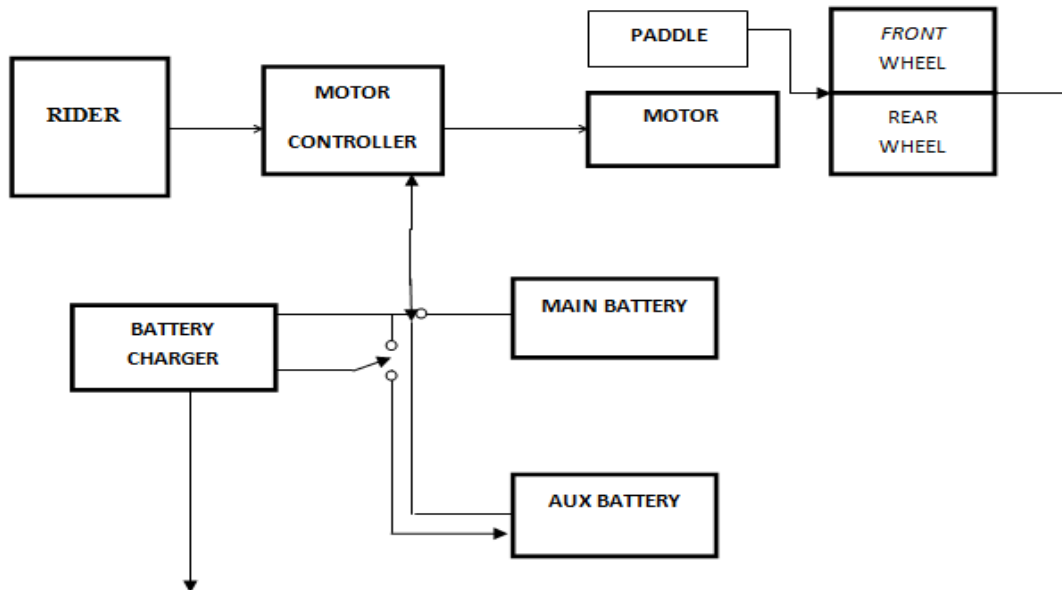 PADDLE
FRONT
WHEEL
RIDER
MOTOR
CONTROLLER
MOTOR
REAR
WHEEL
MAIN BATTERY
BATTERY
CHARGER
AUX BATTERY